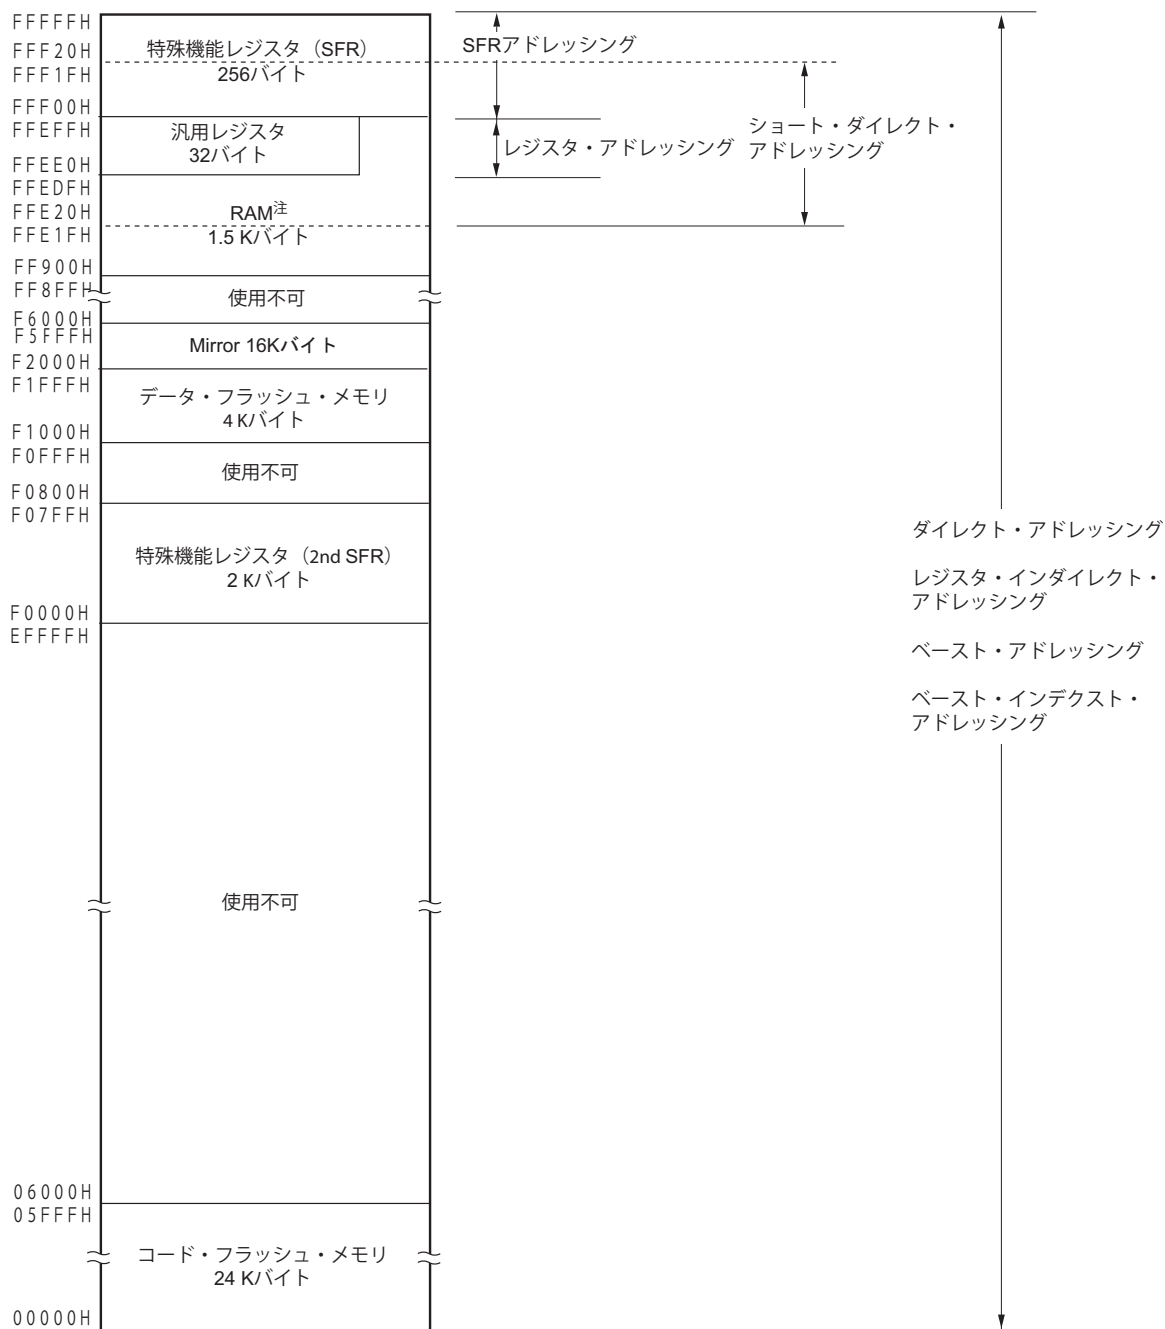 FFFFFH
特殊機能レジスタ（SFR）
256バイト
SFRアドレッシング
FFF20H
FFF1FH
FFF00H
FFEFFH
汎用レジスタ
32バイト
レジスタ・アドレッシング
ショート・ダイレクト・
アドレッシング
FFEE0H
FFEDFH
FFE20H
RAM注
1.5 Kバイト
FFE1FH
FF900H
FF8FFH
使用不可
F6000H
F5FFFH
Mirror 16Kバイト
F2000H
F1FFFH
データ・フラッシュ・メモリ
4 Kバイト
F1000H
F0FFFH
使用不可
F0800H
F07FFH
特殊機能レジスタ（2nd SFR）
2 Kバイト
F0000H
EFFFFH
ダイレクト・アドレッシング
レジスタ・インダイレクト・
アドレッシング
ベースト・アドレッシング
ベースト・インデクスト・
アドレッシング
使用不可
06000H
05FFFH
コード・フラッシュ・メモリ
24 Kバイト
00000H